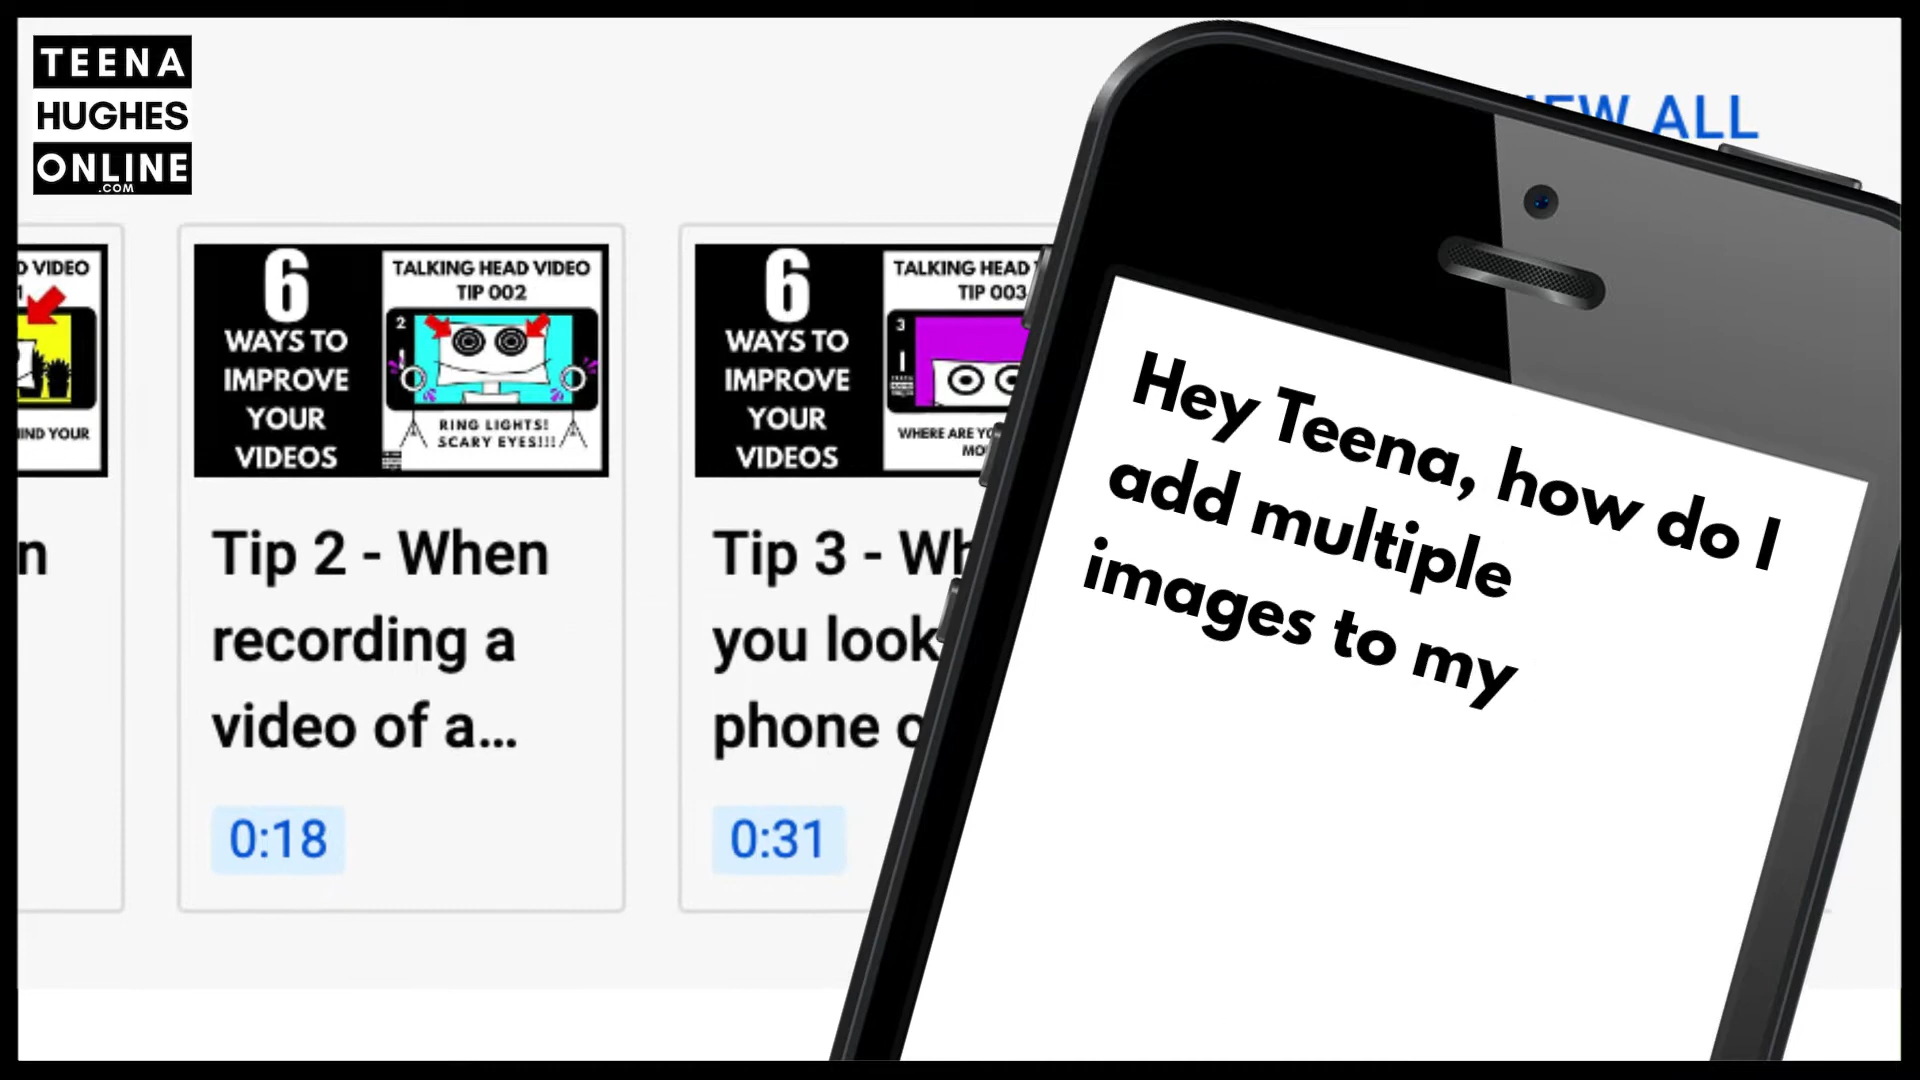 TEENA
HUGHES
ONLINE
.COM
ALL
D VIDEO
1
IND YOUR
n
6
WAYS TO
IMPROVE
YOUR
VIDEOS
TALKING HEAD VIDEO
TIP 002
2
RING LIGHTS!
SCARY EYES!!!
Tip 2 - When
recording a
video of a...
0:18
6
WAYS TO
IMPROVE
YOUR
VIDEOS
TALKING HEAD
TIP 003
3
WHERE ARE
Tip 3 -
you look
phone
0:31
Hey Teena, how do I
add multiple
images to my